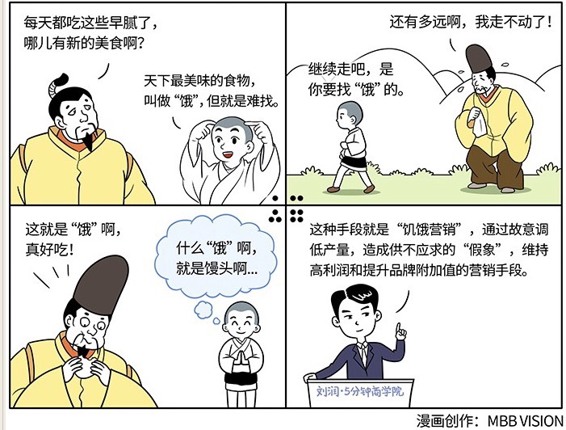 每天都吃这些早腻了，
哪儿有新的美食啊？
天下最美味的食物，
叫做“饿”，但就是难找。
还有多远啊，我走不动了！
继续走吧，是
你要找“饿”的。
这就是“饿”啊，
真好吃！
什么“饿”啊，
就是馒头啊...
这种手段就是“饥饿营销”，通过故意调
低产量，造成供不应求的“假象”，维持
高利润和提升品牌附加值的营销手段。
刘润·5分钟商学院
漫画创作：MBB VISION